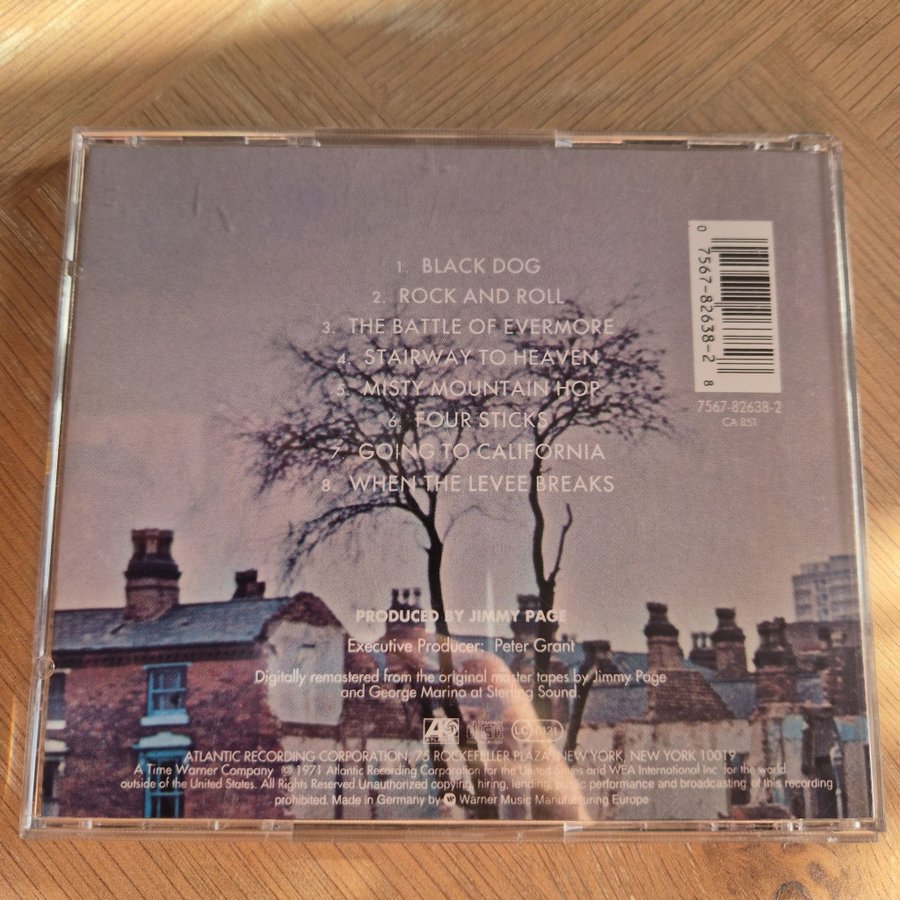 1. BLACK DOG
2. ROCK AND ROLL
3. THE BATTLE OF EVERMORE
4. STAIRWAY TO HEAVEN
5. MISTY MOUNTAIN HOP
6. FOUR STICKS
7. GOING TO CALIFORNIA
8. WHEN THE LEVEE BREAKS
0 7567-82638-2 8
7567-82638-2
CA 851
PRODUCED BY JIMMY PAGE
Executive Producer: Peter Grant
Digitally remastered from the original master tapes by Jimmy Page
and George Marino at Sterling Sound.
ATLANTIC RECORDING CORPORATION, 75 ROCKEFELLER PLAZA, NEW YORK, NEW YORK 10019
A Time Warner Company © 1971 Atlantic Recording Corporation for the United States and WEA International Inc. for the world
outside of the United States. All Rights Reserved.Unauthorized copying, hiring, lending, public performance and broadcasting of this recording
prohibited. Made in Germany by Warner Music Manufacturing Europe